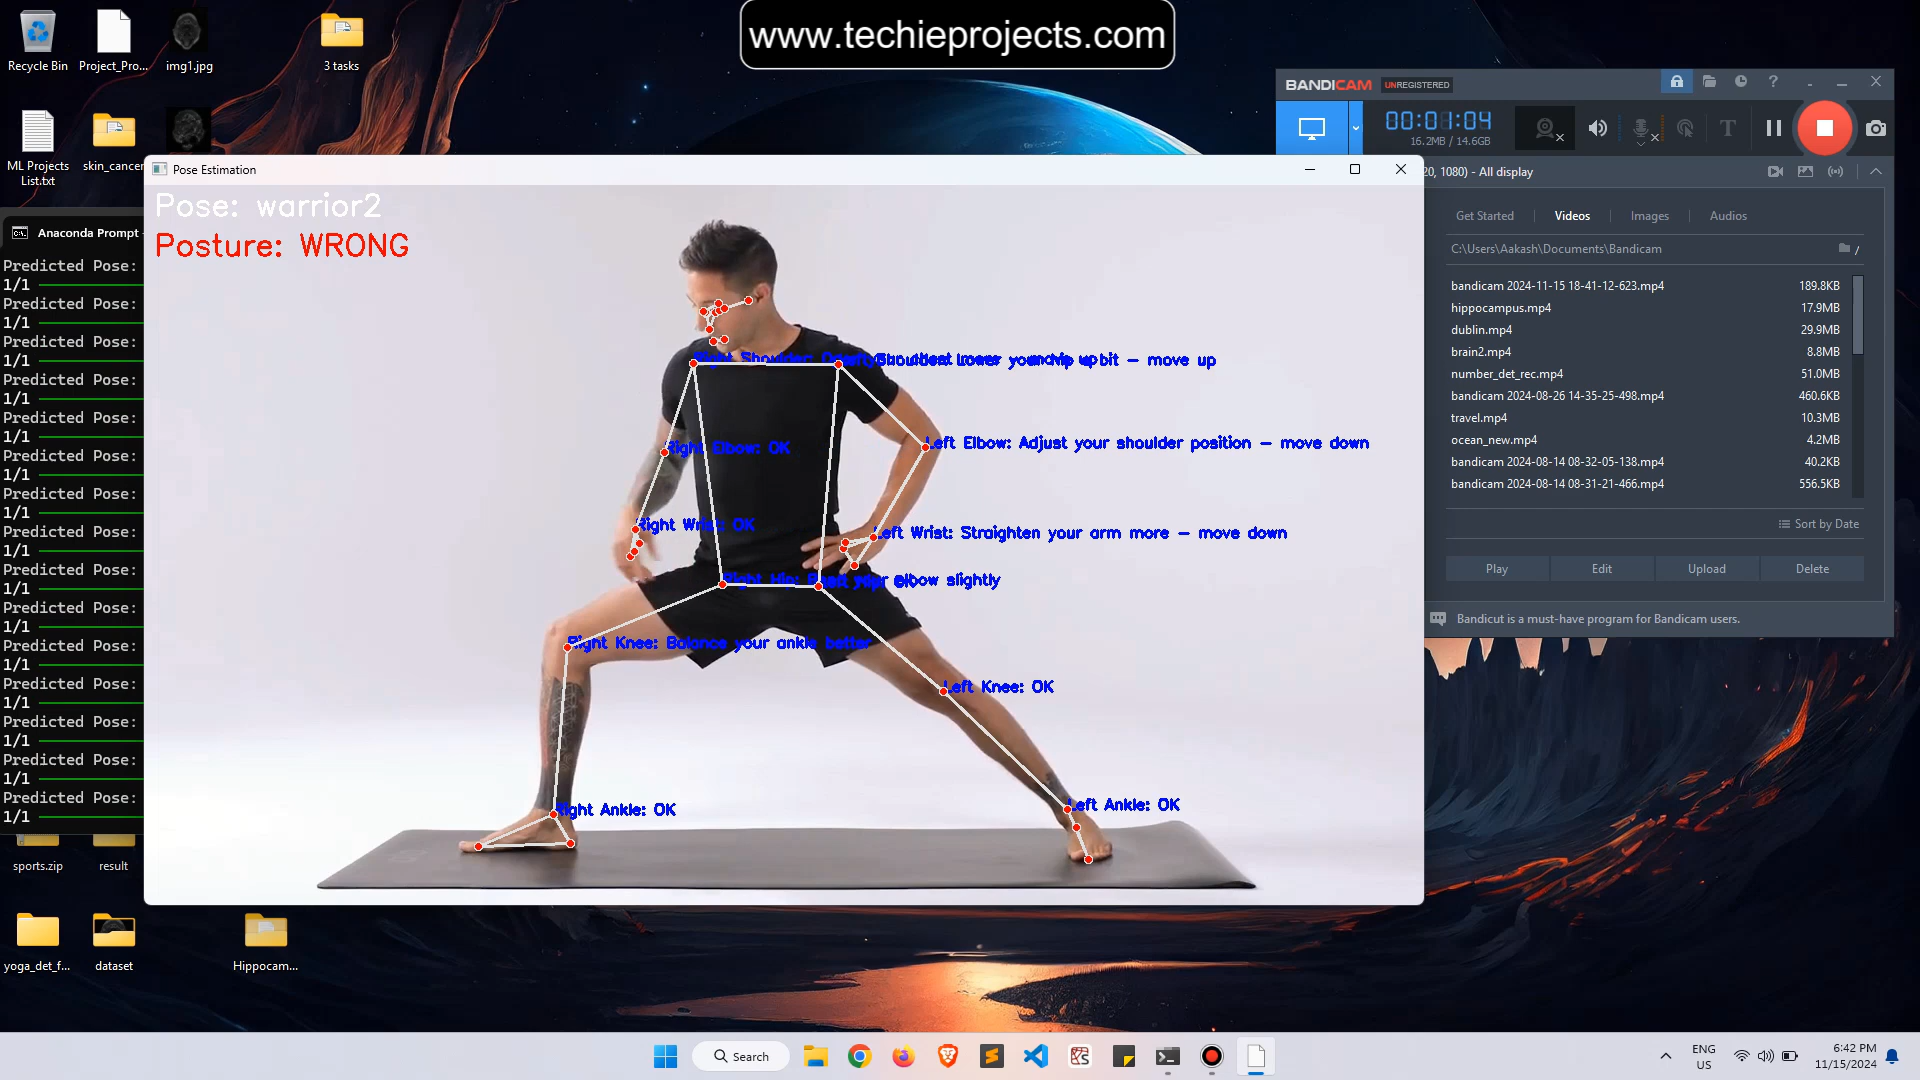 www.techieprojects.com
Recycle Bin
Project_Pro...
img1.jpg
3 tasks
ML Projects
List.txt
skin_cancer
BANDICAM UNREGISTERED
00:01:04
16.2MB / 14.6GB
20, 1080) - All display
Get Started
Videos
Images
Audios
C:\Users\Aakash\Documents\Bandicam
bandicam 2024-11-15 18-41-12-623.mp4 189.8KB
hippocampus.mp4 17.9MB
dublin.mp4 29.9MB
brain2.mp4 8.8MB
number_det_rec.mp4 51.0MB
bandicam 2024-08-26 14-35-25-498.mp4 460.6KB
travel.mp4 10.3MB
ocean_new.mp4 4.2MB
bandicam 2024-08-14 08-32-05-138.mp4 40.2KB
bandicam 2024-08-14 08-31-21-466.mp4 556.5KB
Sort by Date
Play
Edit
Upload
Delete
Bandicut is a must-have program for Bandicam users.
Anaconda Prompt
Predicted Pose:
1/1
Predicted Pose:
1/1
Predicted Pose:
1/1
Predicted Pose:
1/1
Predicted Pose:
1/1
Predicted Pose:
1/1
Predicted Pose:
1/1
Predicted Pose:
1/1
Predicted Pose:
1/1
Predicted Pose:
1/1
Predicted Pose:
1/1
Predicted Pose:
1/1
Predicted Pose:
1/1
Predicted Pose:
1/1
Predicted Pose:
1/1
Pose Estimation
Pose: warrior2
Posture: WRONG
Right Shoulder:
bit - move up
Right Elbow: OK
Left Elbow: Adjust your shoulder position - move down
Right Wrist: OK
Left Wrist: Straighten your arm more - move down
Right Hip: elbow slightly
Right Knee: Balance your ankle better
Left Knee: OK
Right Ankle: OK
Left Ankle: OK
sports.zip
result
yoga_det_f...
dataset
Hippocam...
Search
ENG
US
6:42 PM
11/15/2024